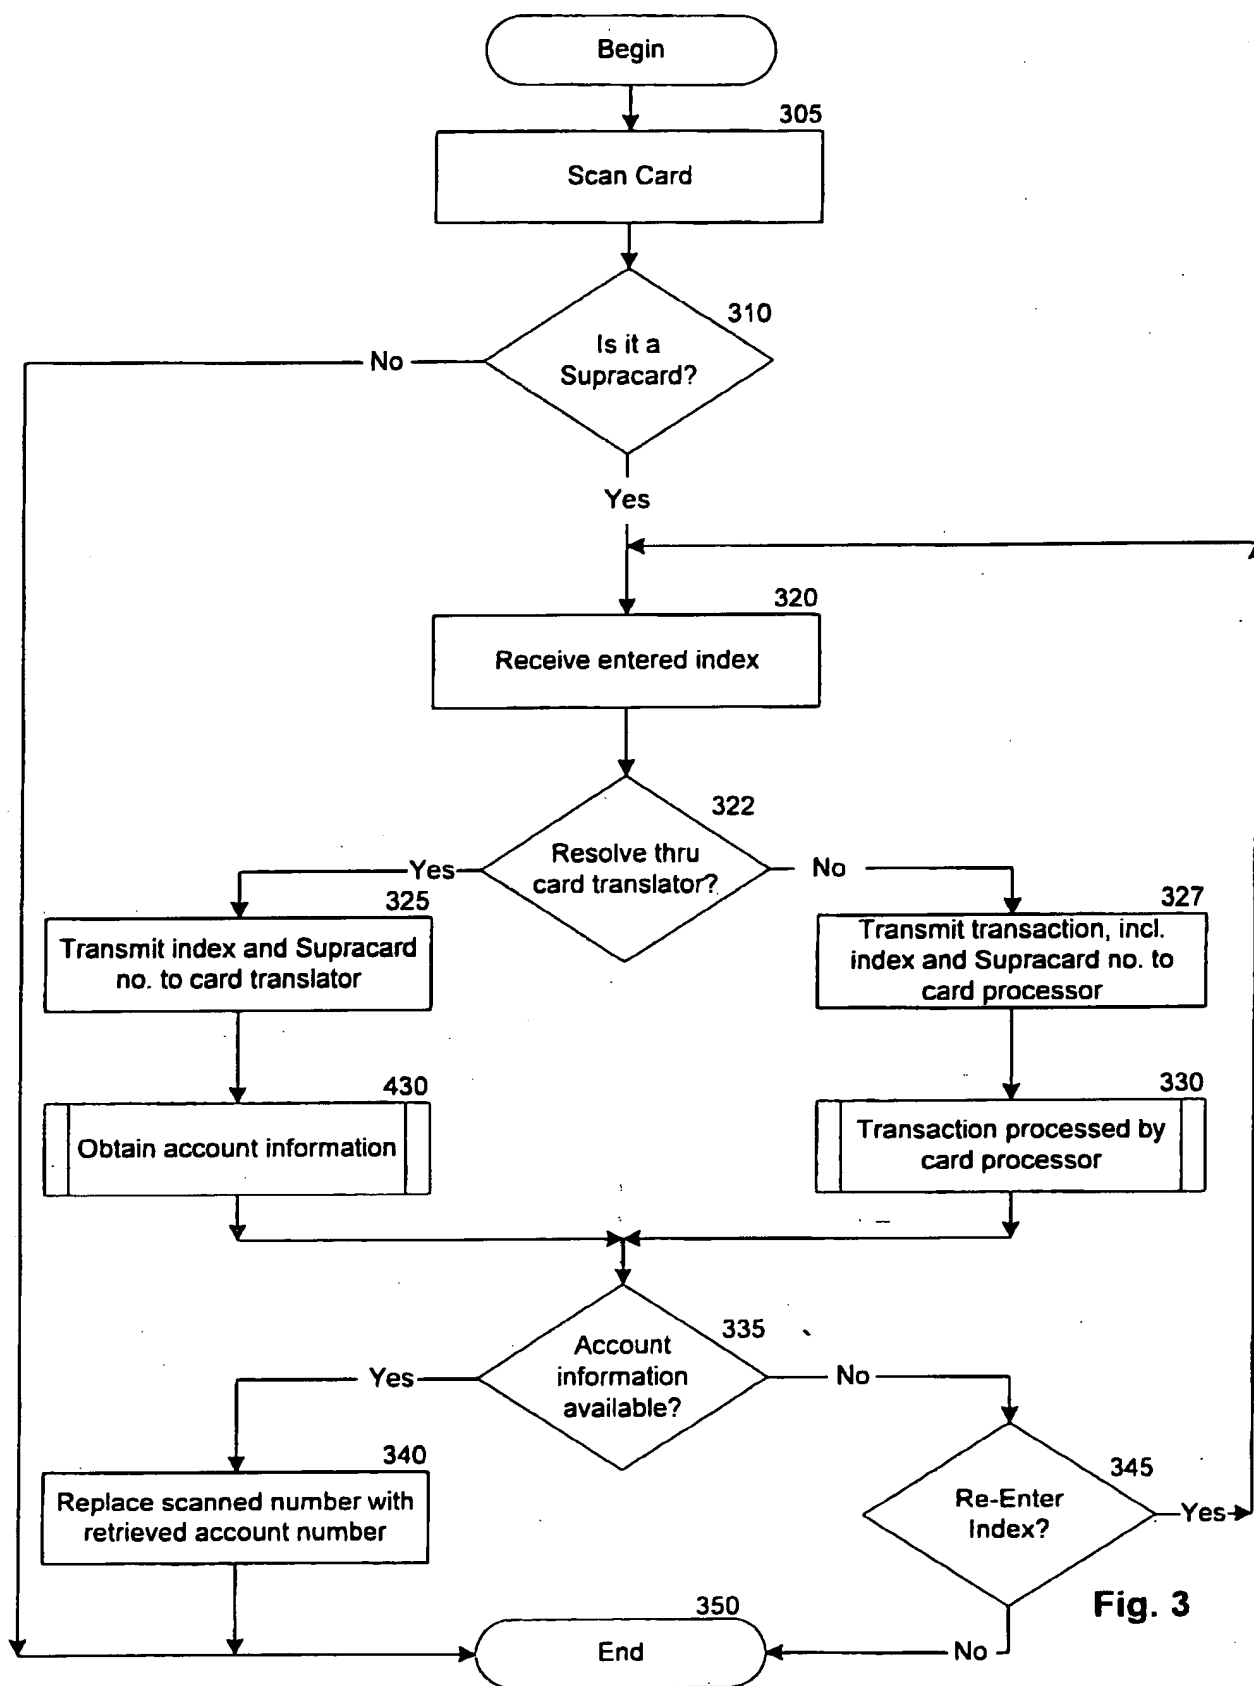 Begin
305
Scan Card
310
Is it a
Supracard?
No
Yes
320
Receive entered index
322
Resolve thru
card translator?
Yes
No
325
Transmit index and Supracard
no. to card translator
327
Transmit transaction, incl.
index and Supracard no. to
card processor
430
Obtain account information
330
Transaction processed by
card processor
335
Account
information
available?
Yes
No
340
Replace scanned number with
retrieved account number
345
Re-Enter
Index?
Yes
Fig. 3
350
End
No